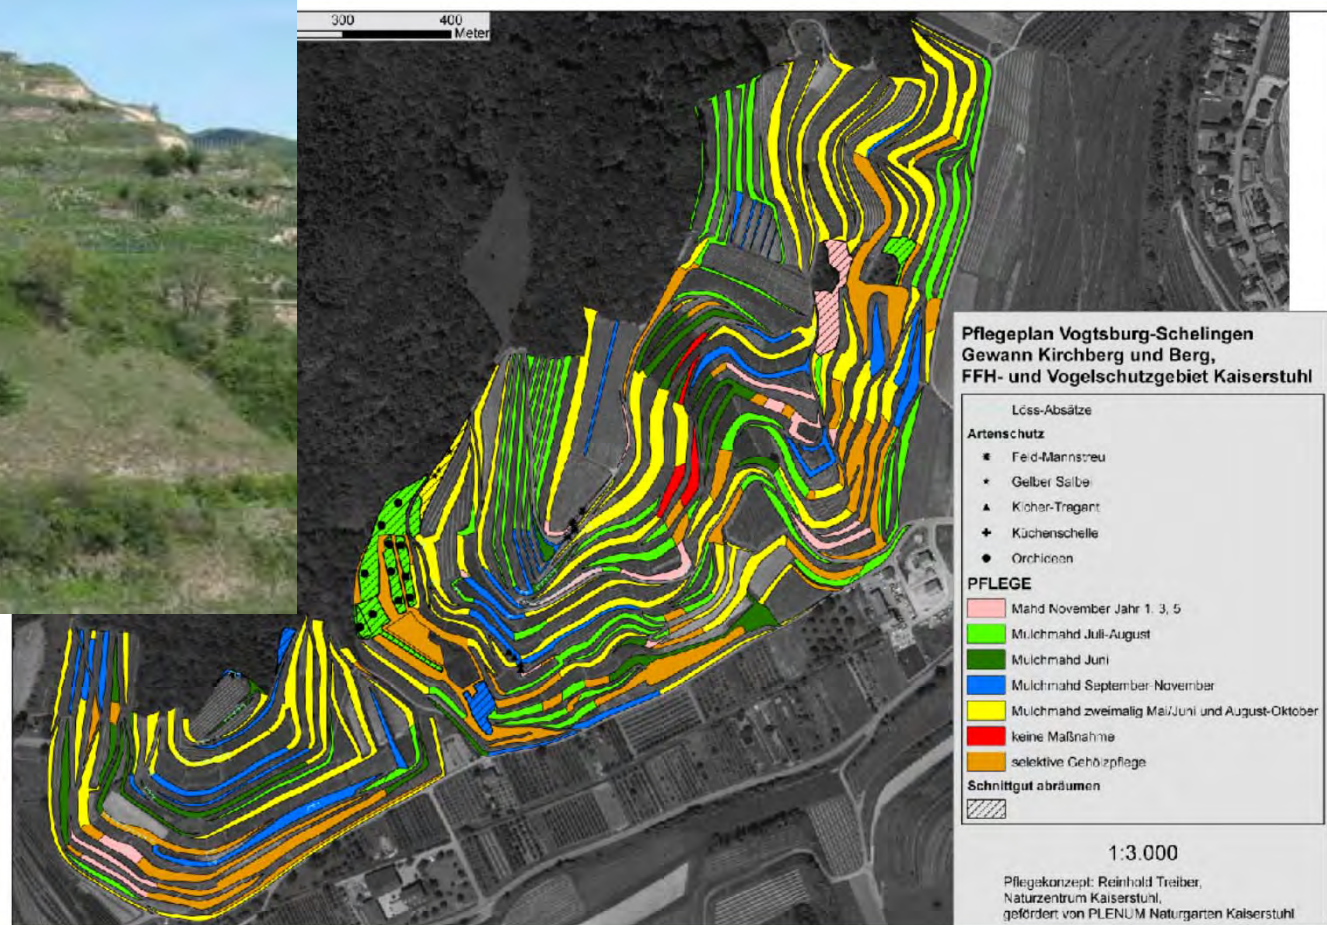 300 400
Meter
Pflegeplan Vogtsburg-Schelingen
Gewann Kirchberg und Berg,
FFH- und Vogelschutzgebiet Kaiserstuhl
Löss-Absätze
Artenschutz
Feld-Mannstreu
Gelber Salbei
Kicher-Tragant
Küchenschelle
Orchideen
PFLEGE
Mahd November Jahr 1, 3, 5
Mulchmahd Juli-August
Mulchmahd Juni
Mulchmahd September-November
Mulchmahd zweimalig Mai/Juni und August-Oktober
keine Maßnahme
selektive Gehölzpflege
Schnittgut abräumen
1:3.000
Pflegekonzept: Reinhold Treiber,
Naturzentrum Kaiserstuhl,
gefördert von PLENUM Naturgarten Kaiserstuhl